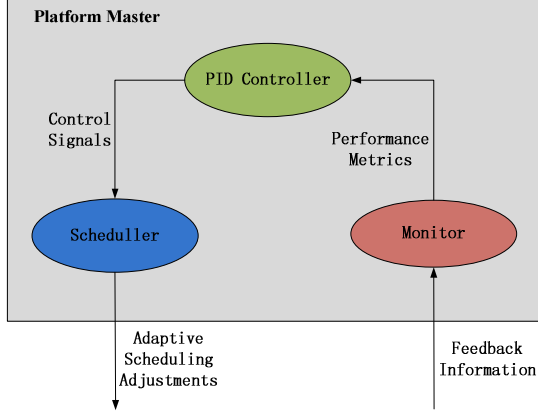 Platform Master
PID Controller
Control
Signals
Performance
Metrics
Scheduller
Monitor
Adaptive
Scheduling
Adjustments
Feedback
Information